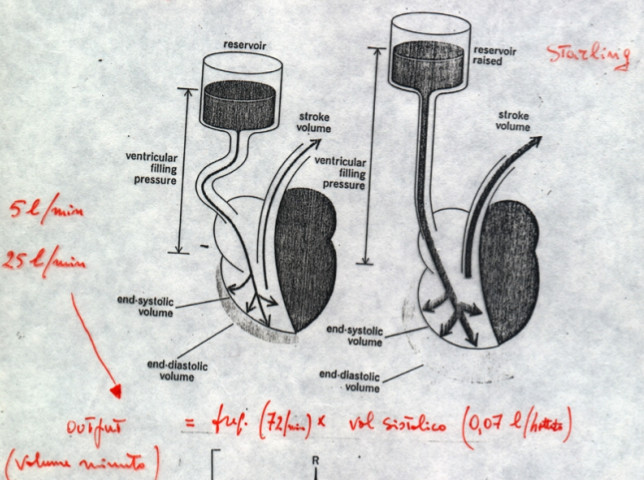 reservoir
reservoir
raised
Starling
stroke
volume
stroke
volume
ventricular
filling
pressure
ventricular
filling
pressure
5 l/min
25 l/min
end-systolic
volume
end-systolic
volume
end-diastolic
volume
end-diastolic
volume
output = freq. (72/min) × vol sistolico (0,07 l/battito)
(volume minuto)
R